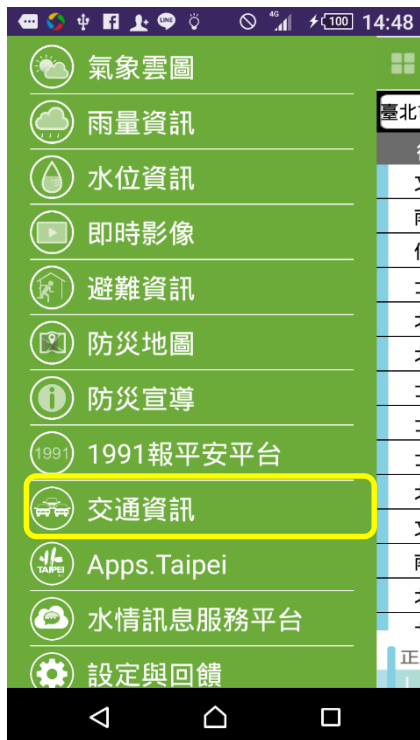 4G
100
14:48
氣象雲圖
雨量資訊
臺北
水位資訊
即時影像
避難資訊
防災地圖
防災宣導
1991
1991報平安平台
交通資訊
TAIPEI
Apps.Taipei
水情訊息服務平台
正
設定與回饋